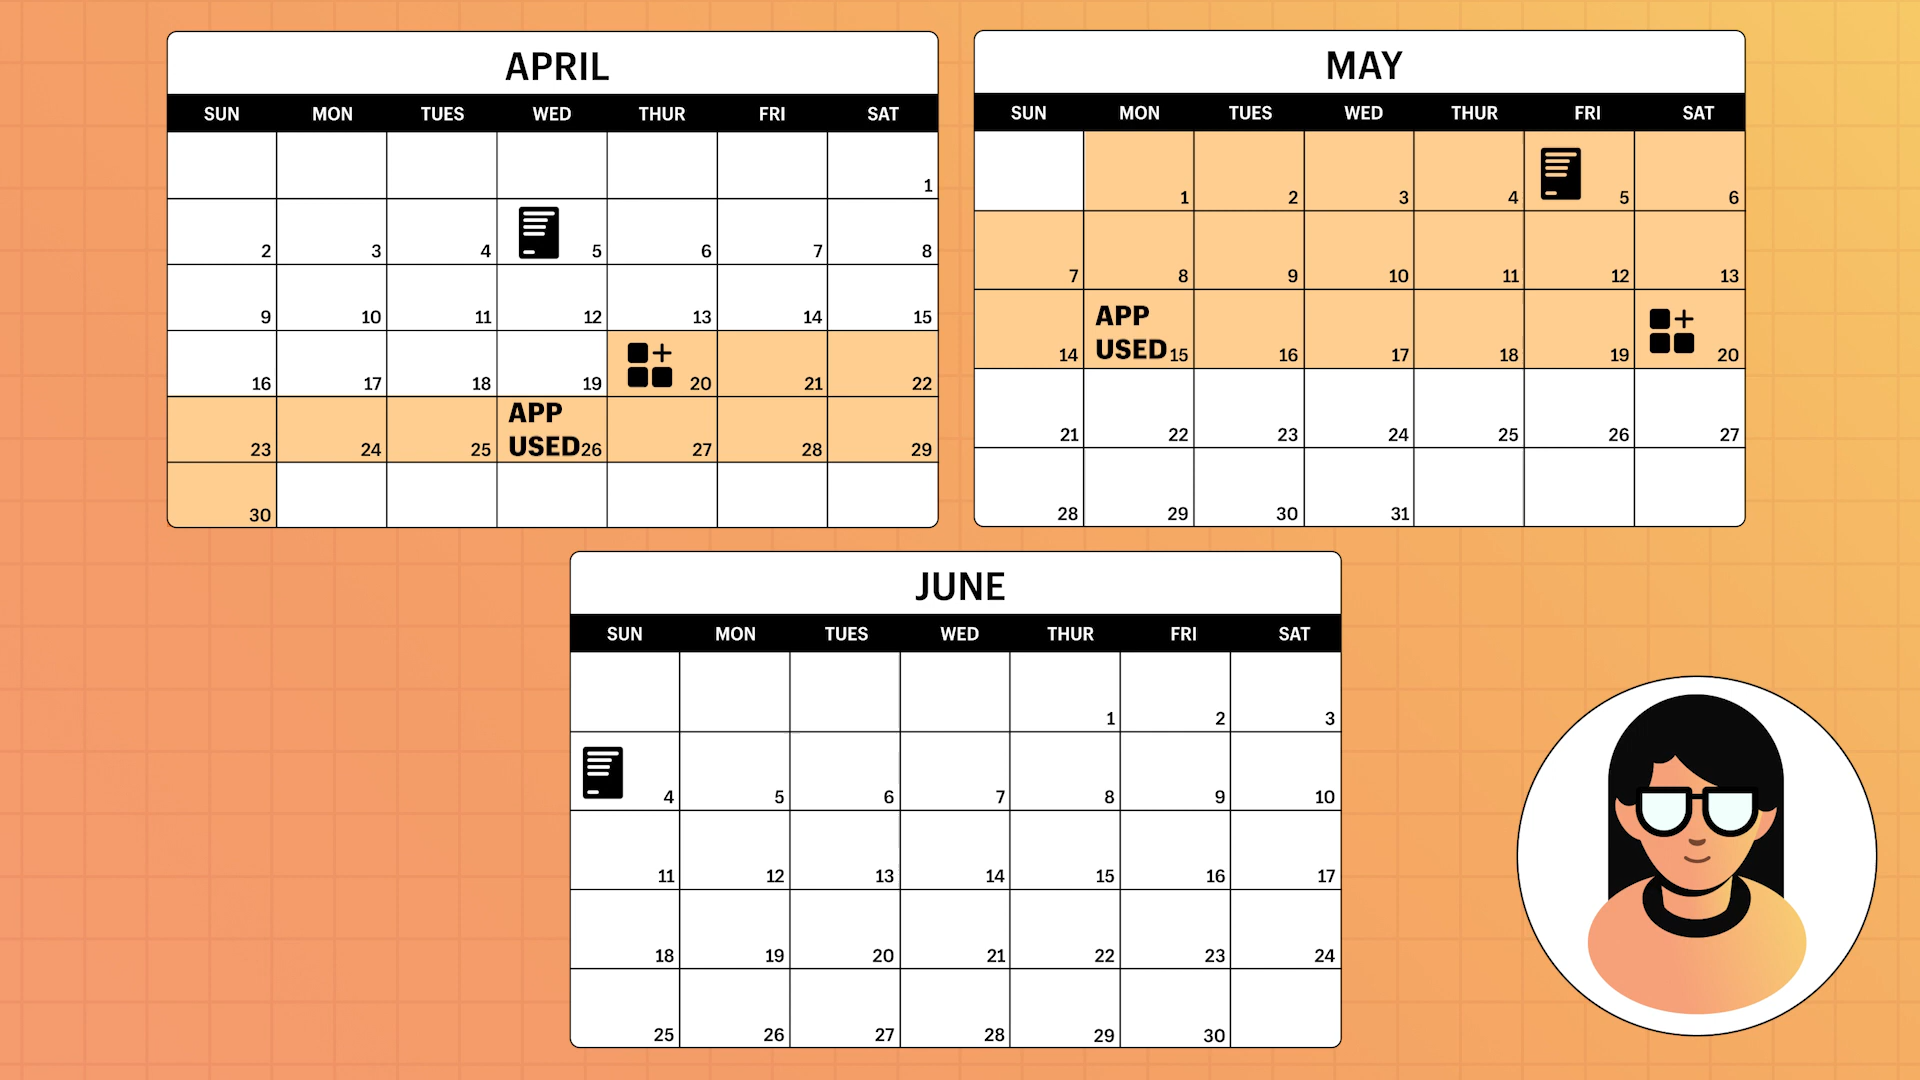 APRIL
SUN MON TUES WED THUR FRI SAT
1
2 3 4 5 6 7 8
9 10 11 12 13 14 15
16 17 18 19 20 21 22
APP
USED
23 24 25 26 27 28 29
30
MAY
SUN MON TUES WED THUR FRI SAT
1 2 3 4 5 6
7 8 9 10 11 12 13
APP
USED
14 15 16 17 18 19 20
21 22 23 24 25 26 27
28 29 30 31
JUNE
SUN MON TUES WED THUR FRI SAT
1 2 3
4 5 6 7 8 9 10
11 12 13 14 15 16 17
18 19 20 21 22 23 24
25 26 27 28 29 30